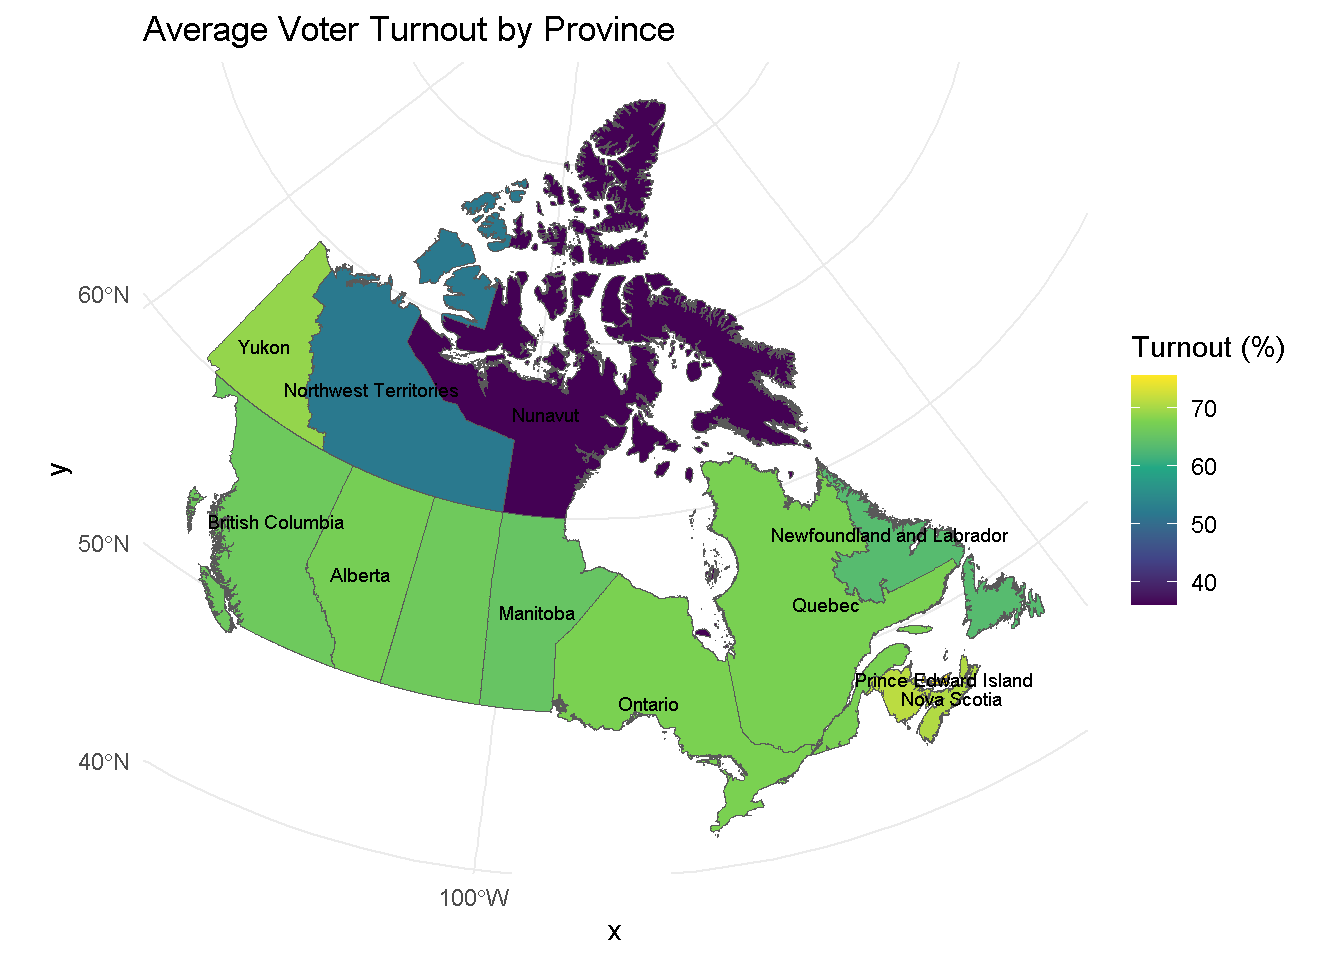 Average Voter Turnout by Province
60°N
50°N
40°N
100°W
x
y
Yukon
Northwest Territories
Nunavut
British Columbia
Alberta
Manitoba
Ontario
Quebec
Newfoundland and Labrador
Prince Edward Island
Nova Scotia
Turnout (%)
70
60
50
40